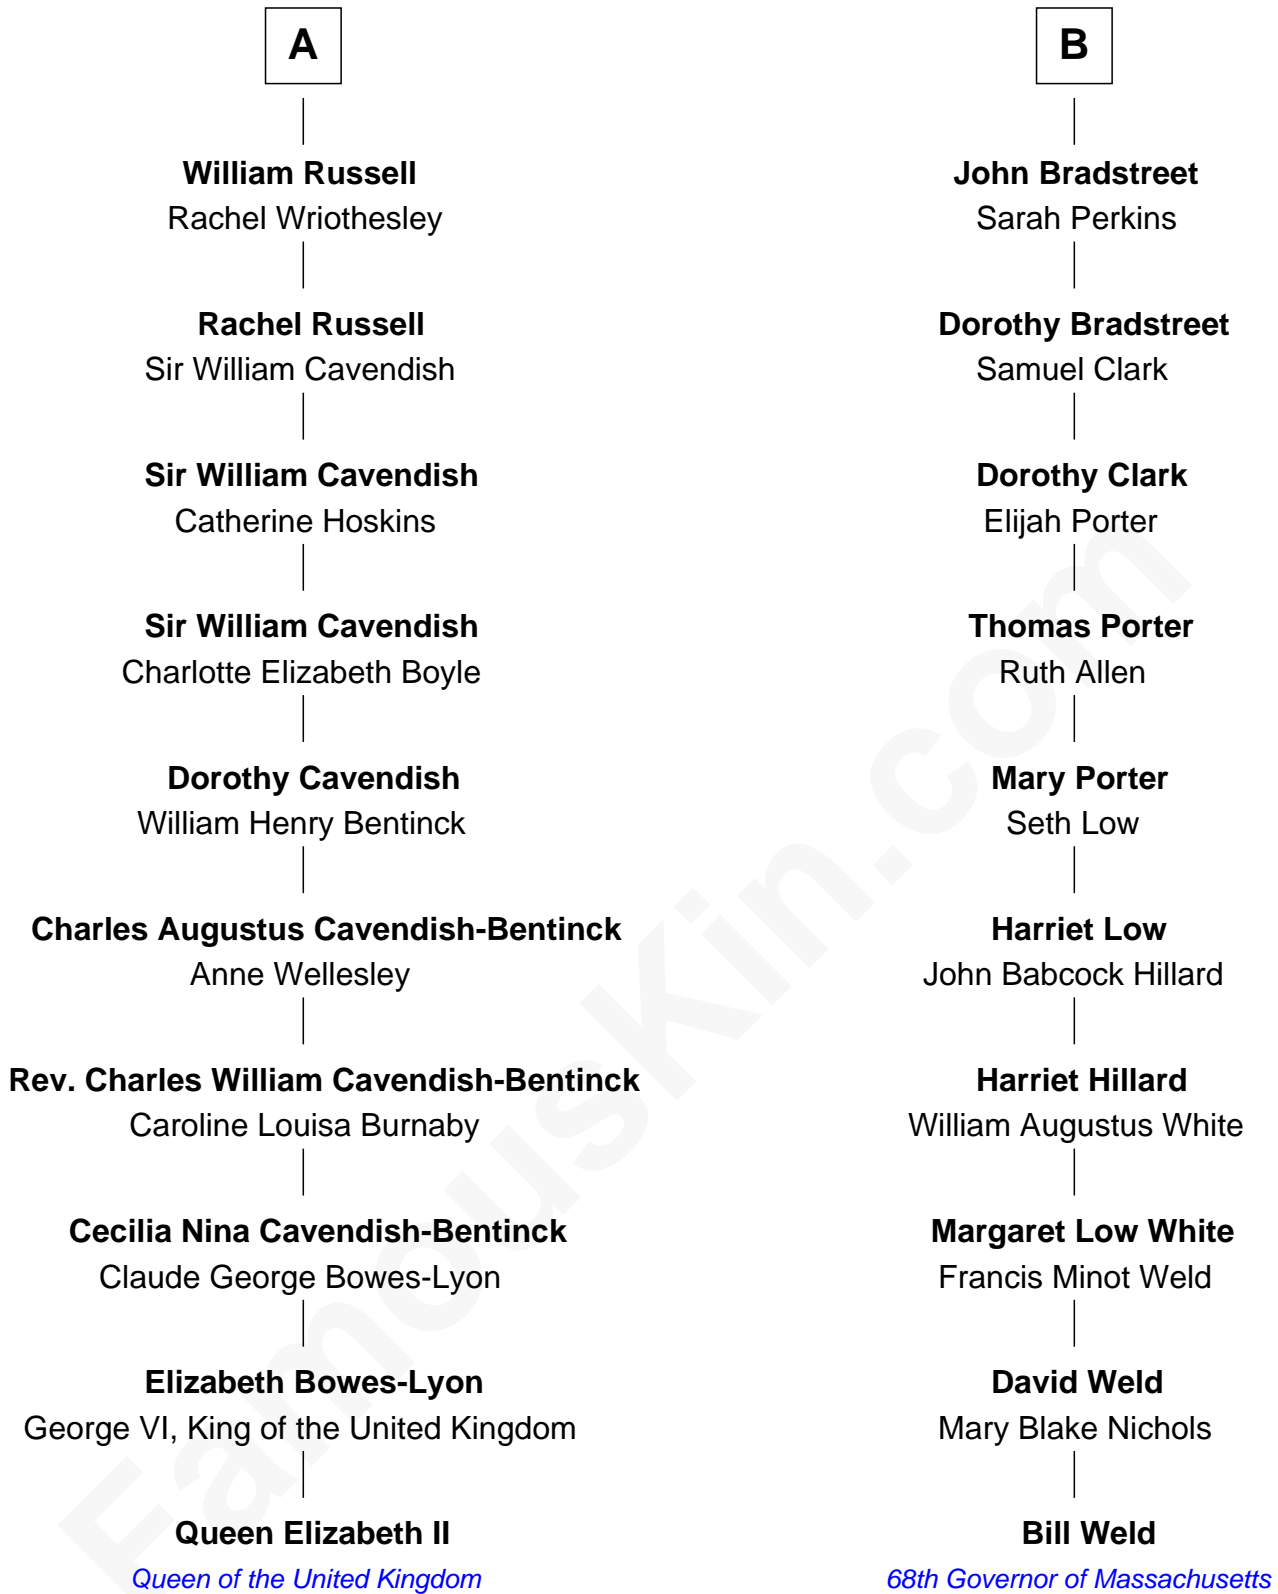 A
William Russell
Rachel Wriothesley
Rachel Russell
Sir William Cavendish
Sir William Cavendish
Catherine Hoskins
Sir William Cavendish
Charlotte Elizabeth Boyle
Dorothy Cavendish
William Henry Bentinck
Charles Augustus Cavendish-Bentinck
Anne Wellesley
Rev. Charles William Cavendish-Bentinck
Caroline Louisa Burnaby
Cecilia Nina Cavendish-Bentinck
Claude George Bowes-Lyon
Elizabeth Bowes-Lyon
George VI, King of the United Kingdom
Queen Elizabeth II
Queen of the United Kingdom
B
John Bradstreet
Sarah Perkins
Dorothy Bradstreet
Samuel Clark
Dorothy Clark
Elijah Porter
Thomas Porter
Ruth Allen
Mary Porter
Seth Low
Harriet Low
John Babcock Hillard
Harriet Hillard
William Augustus White
Margaret Low White
Francis Minot Weld
David Weld
Mary Blake Nichols
Bill Weld
68th Governor of Massachusetts
FamousKin.com